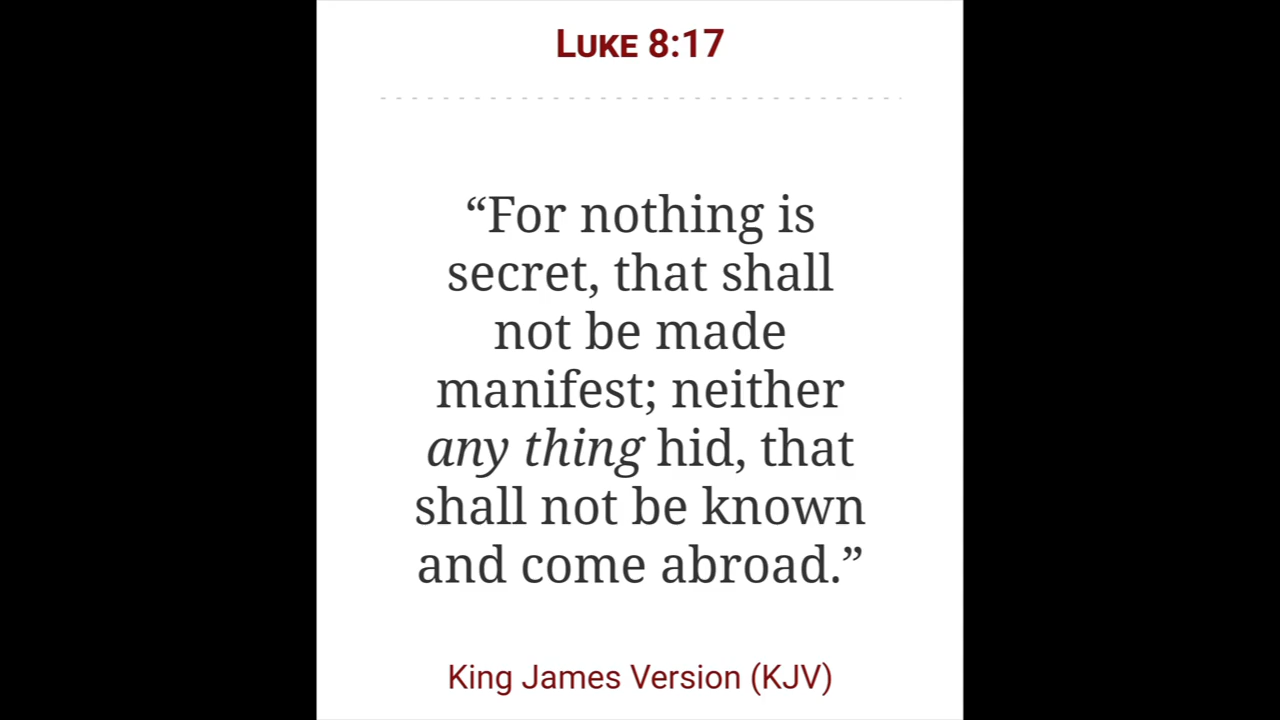 Luke 8:17
“For nothing is
secret, that shall
not be made
manifest; neither
any thing hid, that
shall not be known
and come abroad.”
King James Version (KJV)